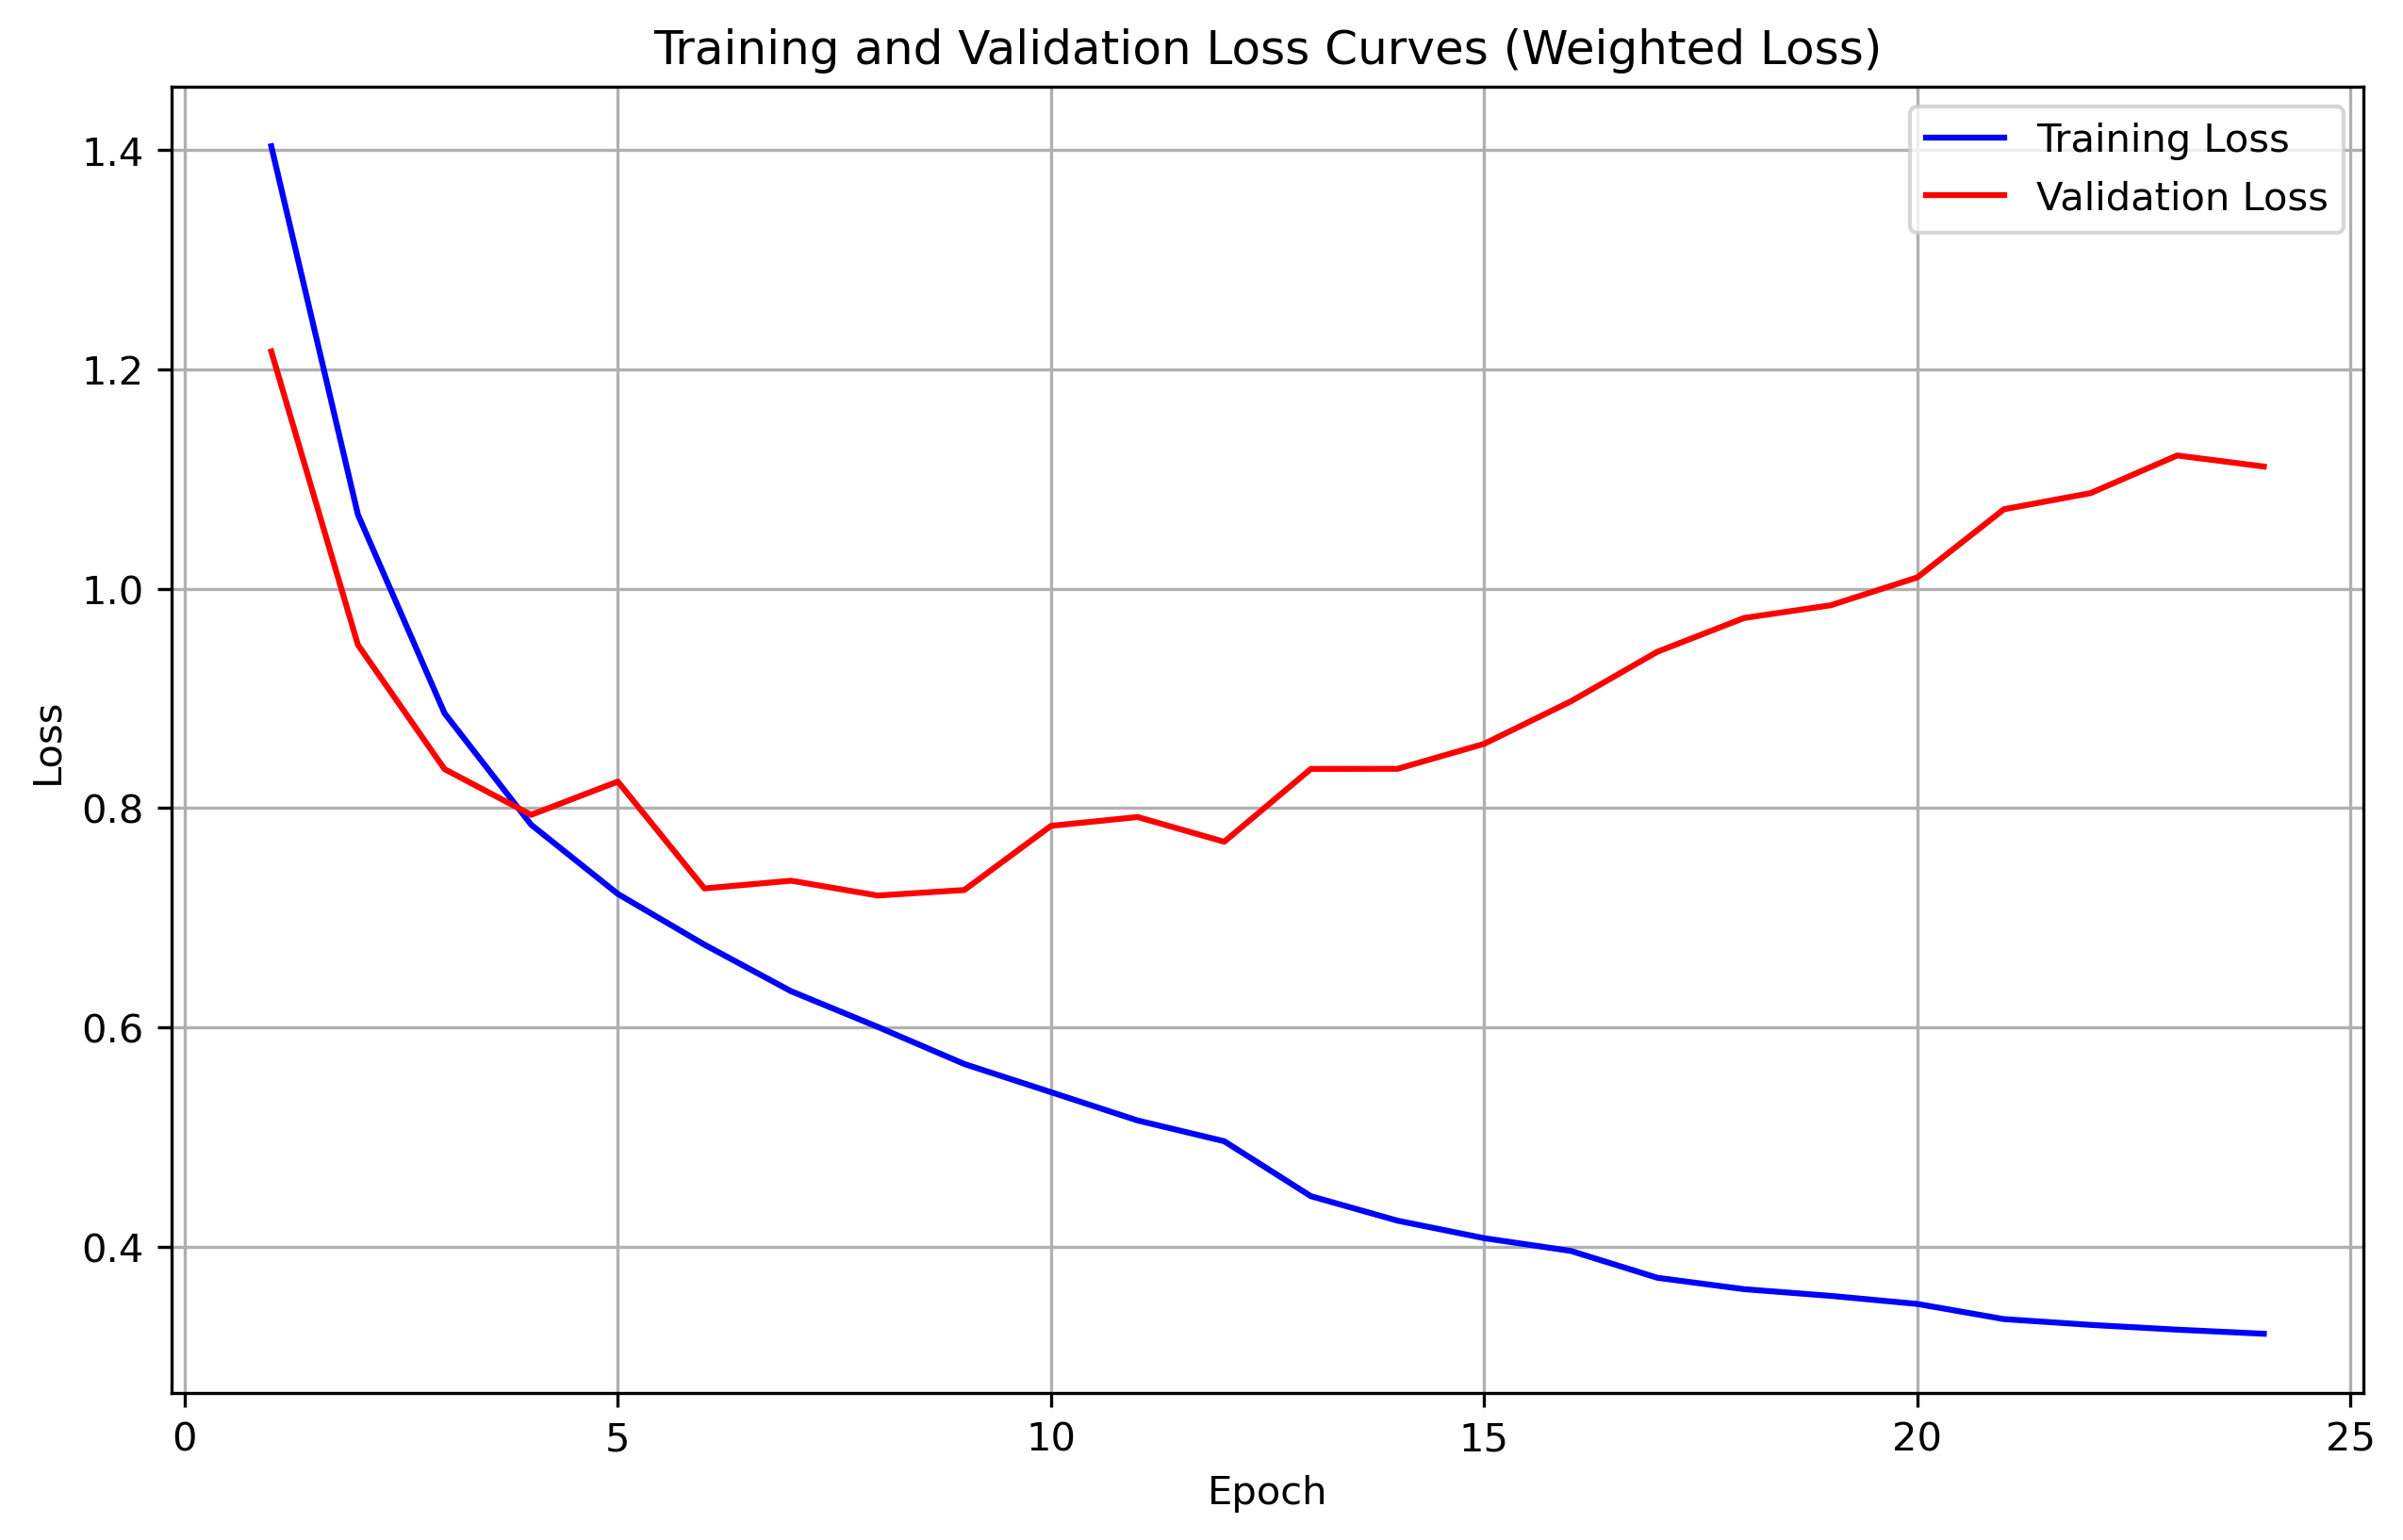 Training and Validation Loss Curves (Weighted Loss)
Training Loss
Validation Loss
1.4
1.2
1.0
0.8
0.6
0.4
Loss
0 5 10 15 20 25
Epoch